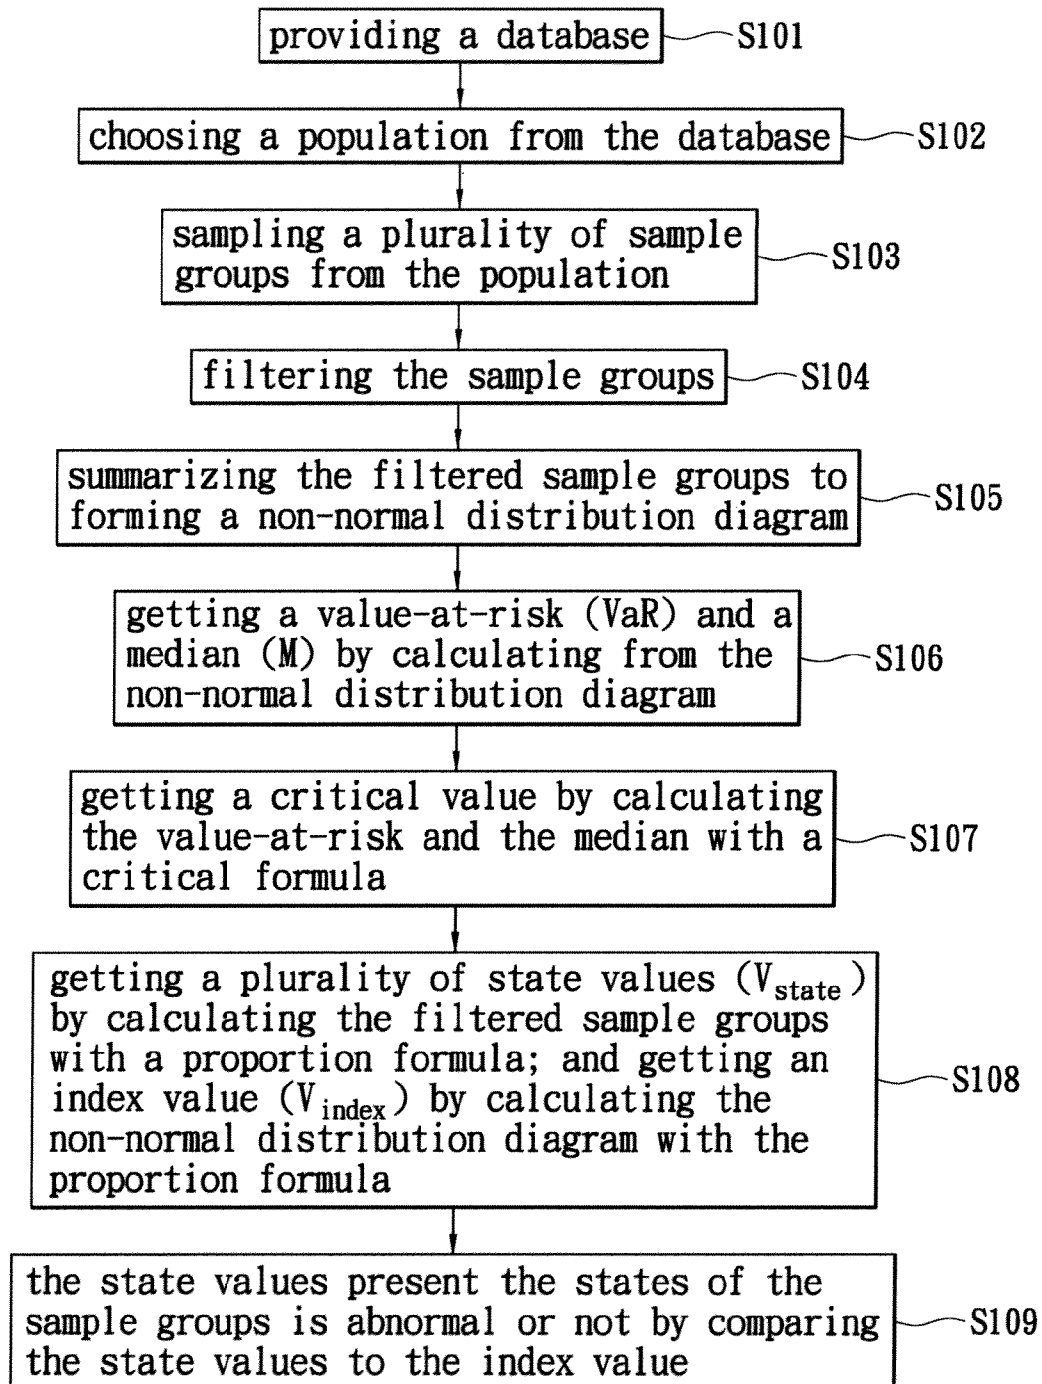 providing a database
S101
choosing a population from the database
S102
sampling a plurality of sample
groups from the population
S103
filtering the sample groups
S104
summarizing the filtered sample groups to
forming a non-normal distribution diagram
S105
getting a value-at-risk (VaR) and a
median (M) by calculating from the
non-normal distribution diagram
S106
getting a critical value by calculating
the value-at-risk and the median with a
critical formula
S107
getting a plurality of state values (Vstate)
by calculating the filtered sample groups
with a proportion formula; and getting an
index value (Vindex) by calculating the
non-normal distribution diagram with the
proportion formula
S108
the state values present the states of the
sample groups is abnormal or not by comparing
the state values to the index value
S109